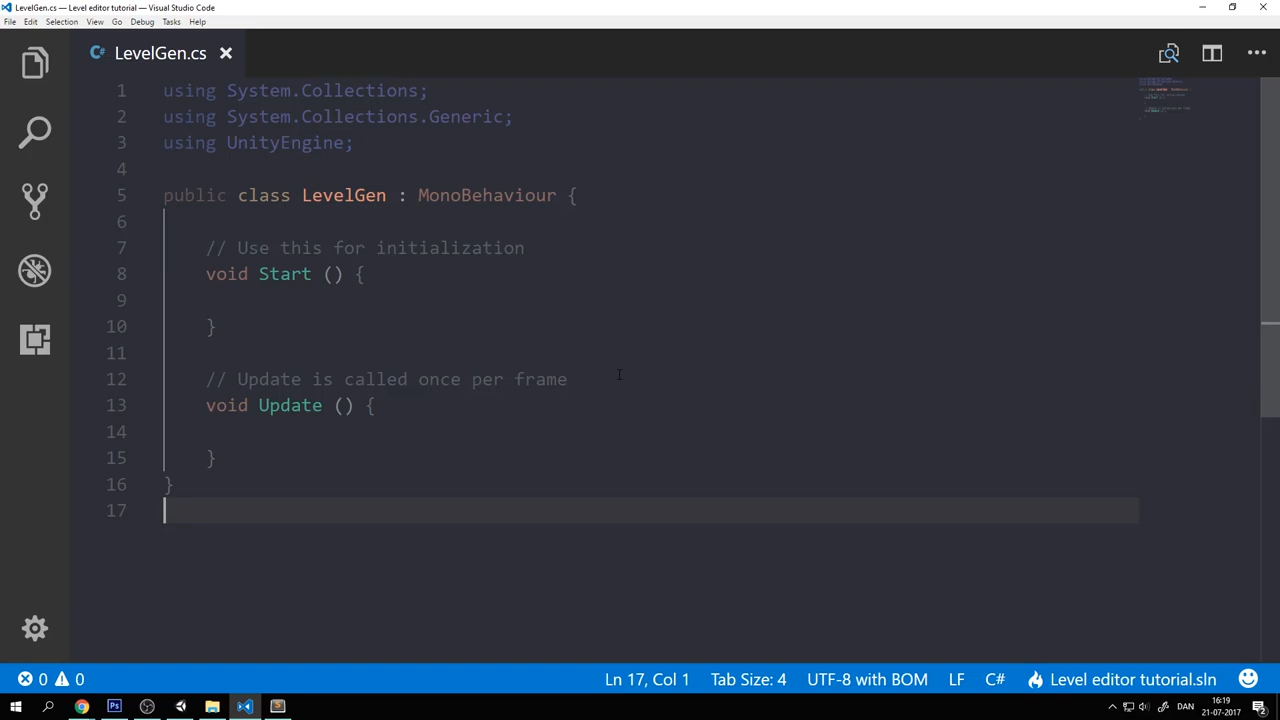 LevelGen.cs — Level editor tutorial — Visual Studio Code
File Edit Selection View Go Debug Tasks Help
C# LevelGen.cs
1 using System.Collections;
2 using System.Collections.Generic;
3 using UnityEngine;
4
5 public class LevelGen : MonoBehaviour {
6
7 // Use this for initialization
8 void Start () {
9
10 }
11
12 // Update is called once per frame
13 void Update () {
14
15 }
16 }
17
0 0 Ln 17, Col 1 Tab Size: 4 UTF-8 with BOM LF C# Level editor tutorial.sln
Ps S DAN 16:19
21-07-2017 2